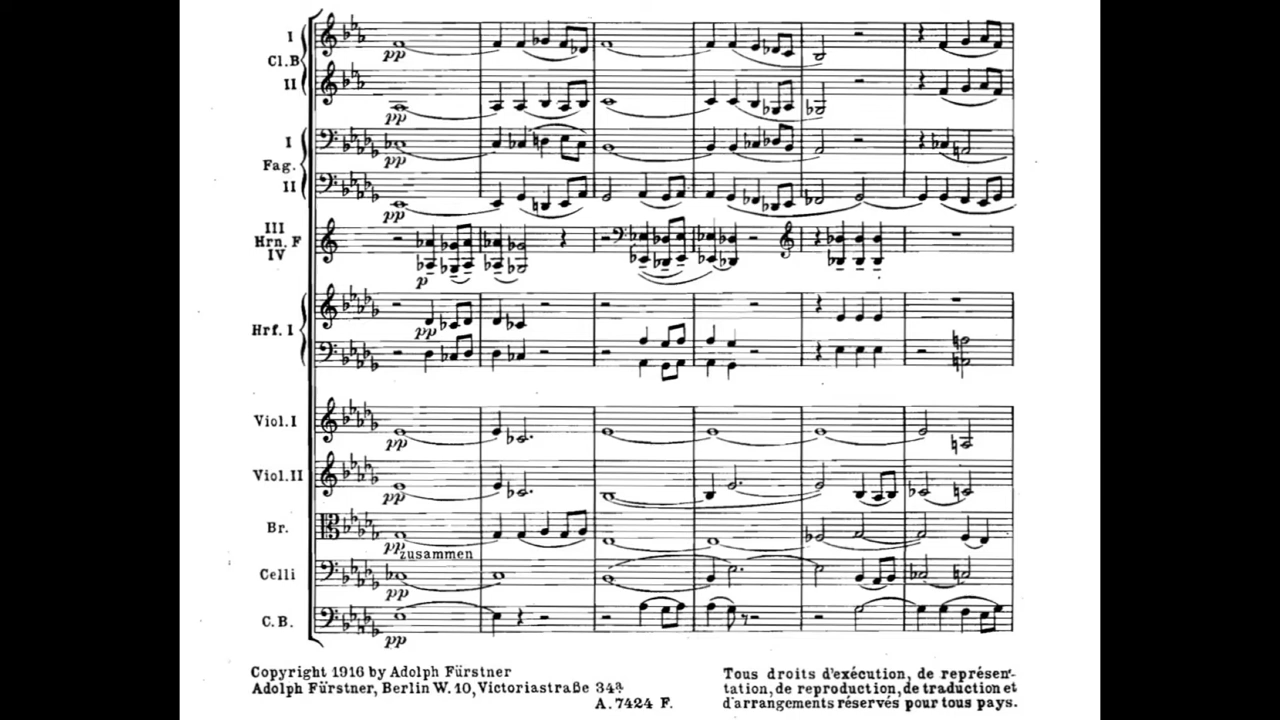 I
Cl.B
II
pp
pp
I
Fag.
II
pp
pp
III
Hrn. F
IV
p
Hrf. I
pp
Viol.I
pp
Viol.II
pp
Br.
pp
zusammen
Celli
pp
C.B.
pp
Copyright 1916 by Adolph Fürstner
Adolph Fürstner, Berlin W. 10, Victoriastraße 34a.
A. 7424 F.
Tous droits d'exécution, de représen-
tation, de reproduction, de traduction et
d'arrangements réservés pour tous pays.